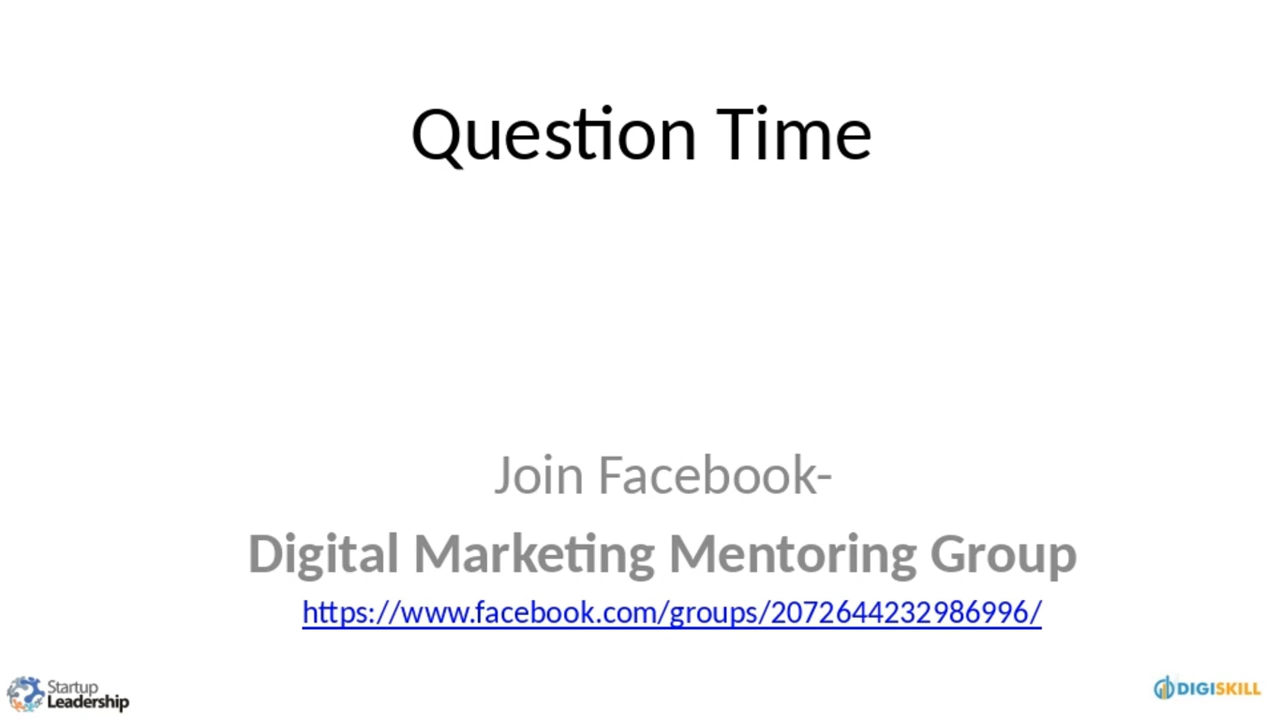 Question Time
Join Facebook-
Digital Marketing Mentoring Group
https://www.facebook.com/groups/2072644232986996/
Startup
Leadership
DIGISKILL